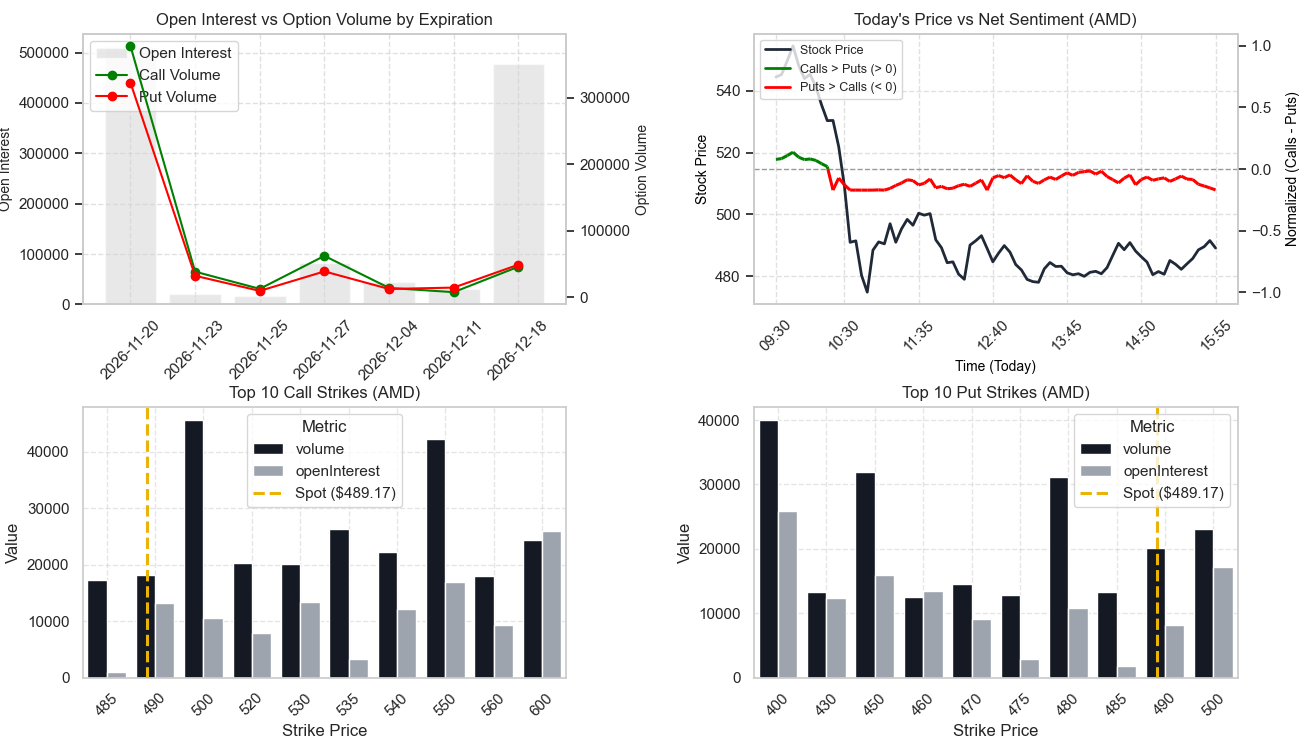 Open Interest vs Option Volume by Expiration
Open Interest
Call Volume
Put Volume
500000
400000
300000
200000
100000
0
Open Interest
300000
200000
100000
0
Option Volume
2026-11-20
2026-11-23
2026-11-25
2026-11-27
2026-12-04
2026-12-11
2026-12-18
Today's Price vs Net Sentiment (AMD)
Stock Price
Calls > Puts (> 0)
Puts > Calls (< 0)
540
520
500
480
Stock Price
1.0
0.5
0.0
−0.5
−1.0
Normalized (Calls - Puts)
09:30
10:30
11:35
12:40
13:45
14:50
15:55
Time (Today)
Top 10 Call Strikes (AMD)
Metric
volume
openInterest
Spot ($489.17)
40000
30000
20000
10000
0
Value
485
490
500
520
530
535
540
550
560
600
Strike Price
Top 10 Put Strikes (AMD)
Metric
volume
openInterest
Spot ($489.17)
40000
30000
20000
10000
0
Value
400
430
450
460
470
475
480
485
490
500
Strike Price